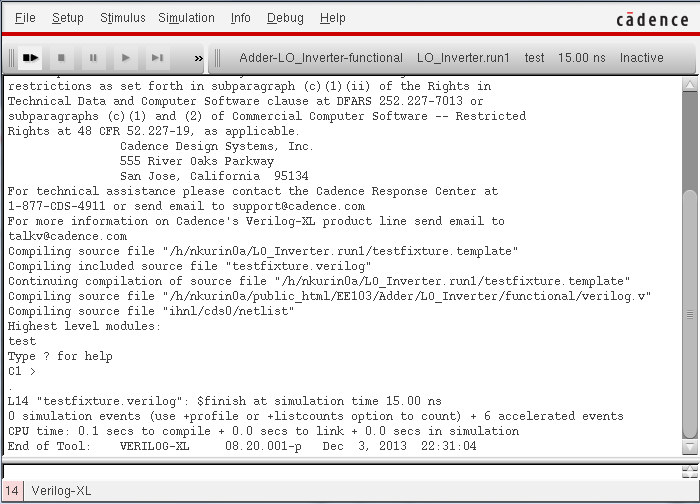 File Setup Stimulus Simulation Info Debug Help
cādence
» Adder-LO_Inverter-functional LO_Inverter.run1 test 15.00 ns Inactive
restrictions as set forth in subparagraph (c)(1)(ii) of the Rights in
Technical Data and Computer Software clause at DFARS 252.227-7013 or
subparagraphs (c)(1) and (2) of Commercial Computer Software -- Restricted
Rights at 48 CFR 52.227-19, as applicable.
Cadence Design Systems, Inc.
555 River Oaks Parkway
San Jose, California  95134
For technical assistance please contact the Cadence Response Center at
1-877-CDS-4911 or send email to support@cadence.com
For more information on Cadence's Verilog-XL product line send email to
talkv@cadence.com
Compiling source file "/h/nkurin0a/LO_Inverter.run1/testfixture.template"
Compiling included source file "testfixture.verilog"
Continuing compilation of source file "/h/nkurin0a/LO_Inverter.run1/testfixture.template"
Compiling source file "/h/nkurin0a/public_html/EE103/Adder/LO_Inverter/functional/verilog.v"
Compiling source file "ihnl/cds0/netlist"
Highest level modules:
test
Type ? for help
C1 >
.
L14 "testfixture.verilog": $finish at simulation time 15.00 ns
0 simulation events (use +profile or +listcounts option to count) + 6 accelerated events
CPU time: 0.1 secs to compile + 0.0 secs to link + 0.0 secs in simulation
End of Tool:    VERILOG-XL     08.20.001-p   Dec  3, 2013  22:31:04
14 Verilog-XL